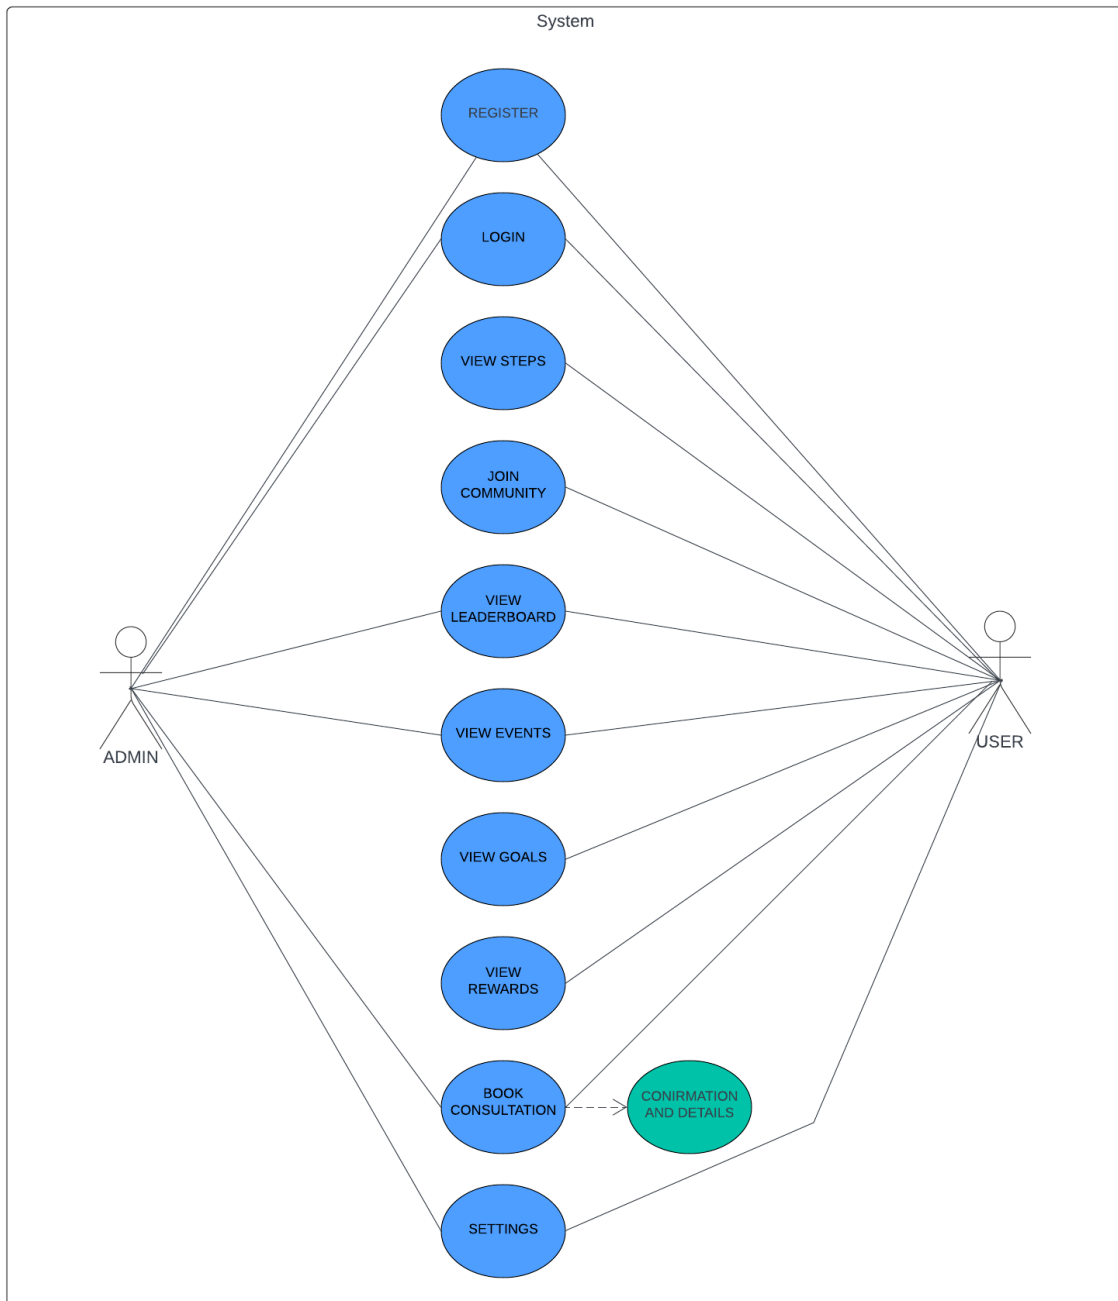 System
REGISTER
LOGIN
VIEW STEPS
JOIN
COMMUNITY
VIEW
LEADERBOARD
ADMIN
USER
VIEW EVENTS
VIEW GOALS
VIEW
REWARDS
BOOK
CONSULTATION
CONIRMATION
AND DETAILS
SETTINGS